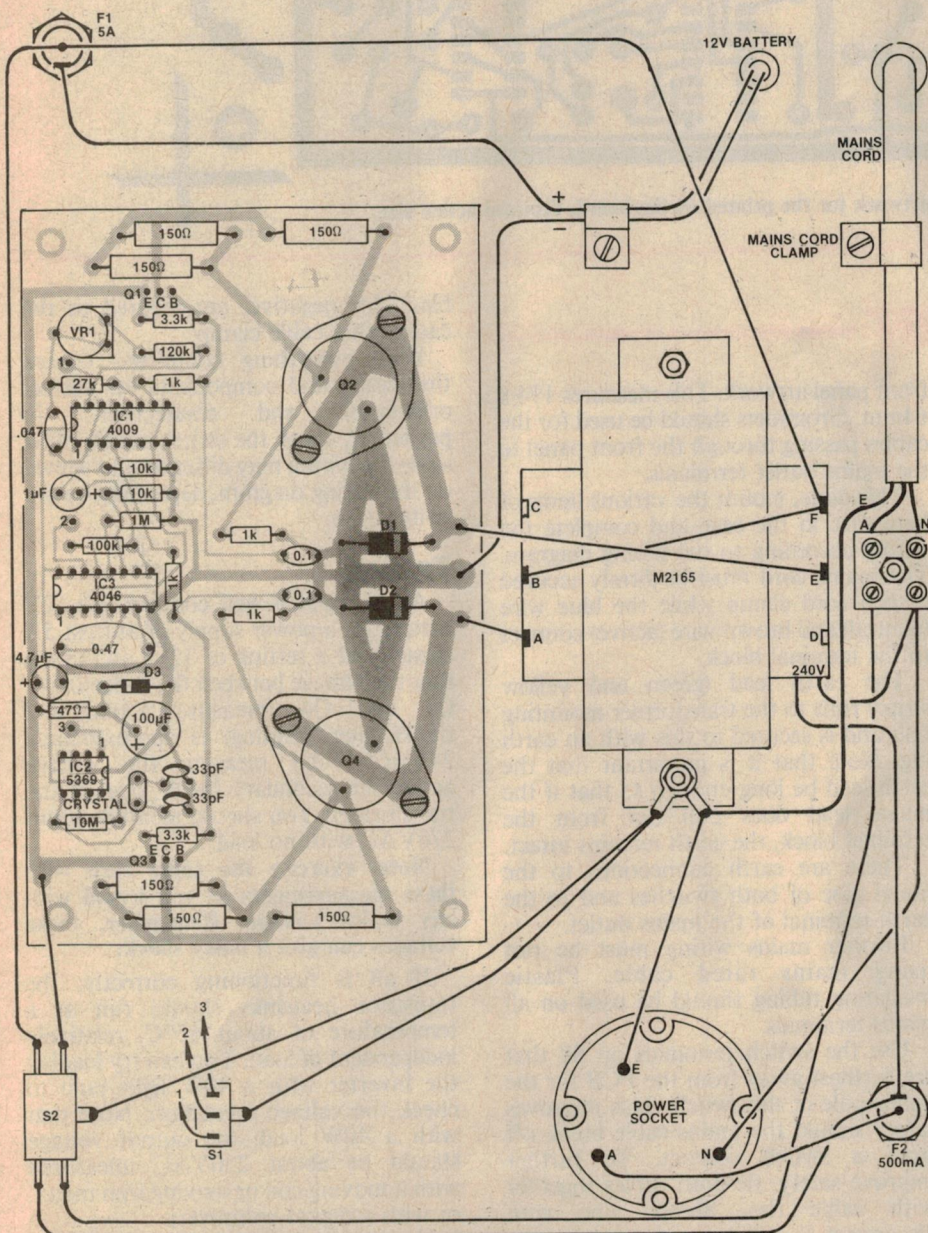 F1
5A
12V BATTERY
MAINS
CORD
+
−
MAINS CORD
CLAMP
150Ω
150Ω
150Ω
Q1
E C B
3.3k
VR1
120k
1
27k
1k
Q2
IC1
4009
.047
1
10k
10k
1µF
+
2
1M
100k
1k
0.1
D1
IC3
4046
1k
1
0.1
D2
1k
0.47
4.7µF
+
D3
47Ω
100µF
+
3
1
IC2
5369
33pF
33pF
CRYSTAL
10M
3.3k
Q4
E C B
Q3
150Ω
150Ω
150Ω
C
B
A
M2165
F
E
D
240V
E
A
N
3
2
1
S2
S1
E
POWER
SOCKET
A
N
F2
500mA